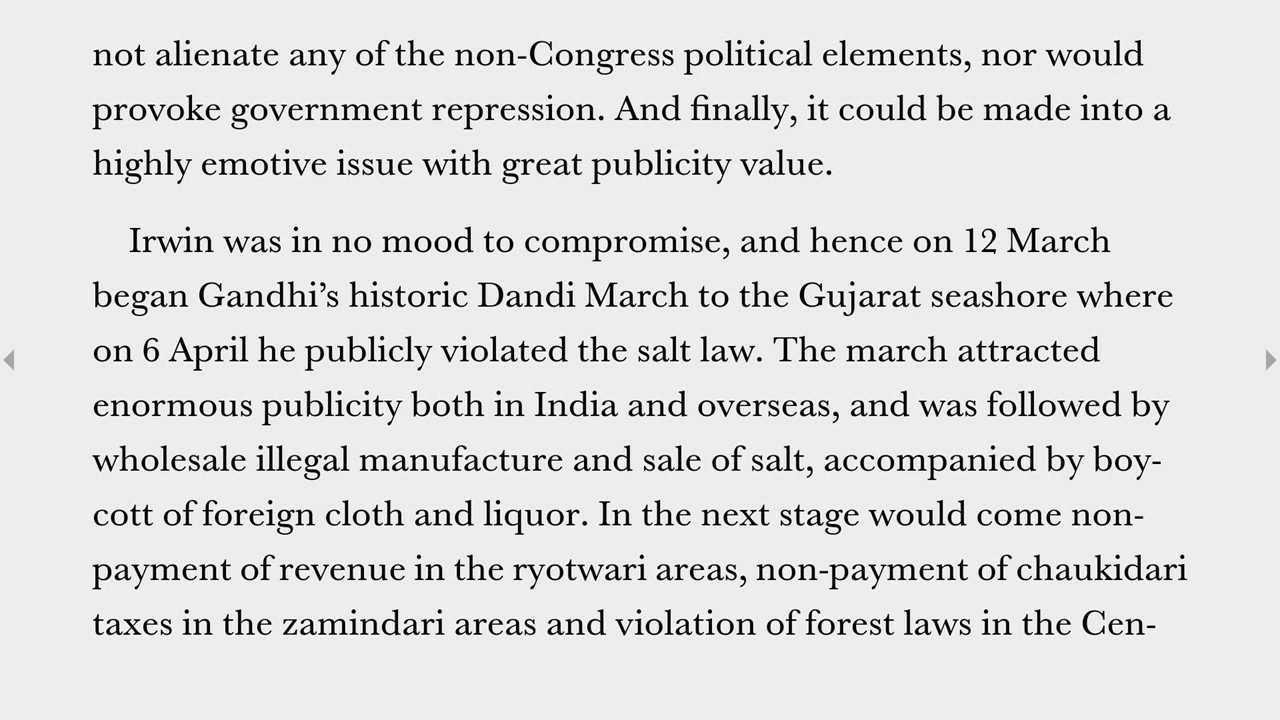 not alienate any of the non-Congress political elements, nor would
provoke government repression. And finally, it could be made into a
highly emotive issue with great publicity value.
Irwin was in no mood to compromise, and hence on 12 March
began Gandhi’s historic Dandi March to the Gujarat seashore where
on 6 April he publicly violated the salt law. The march attracted
enormous publicity both in India and overseas, and was followed by
wholesale illegal manufacture and sale of salt, accompanied by boy-
cott of foreign cloth and liquor. In the next stage would come non-
payment of revenue in the ryotwari areas, non-payment of chaukidari
taxes in the zamindari areas and violation of forest laws in the Cen-